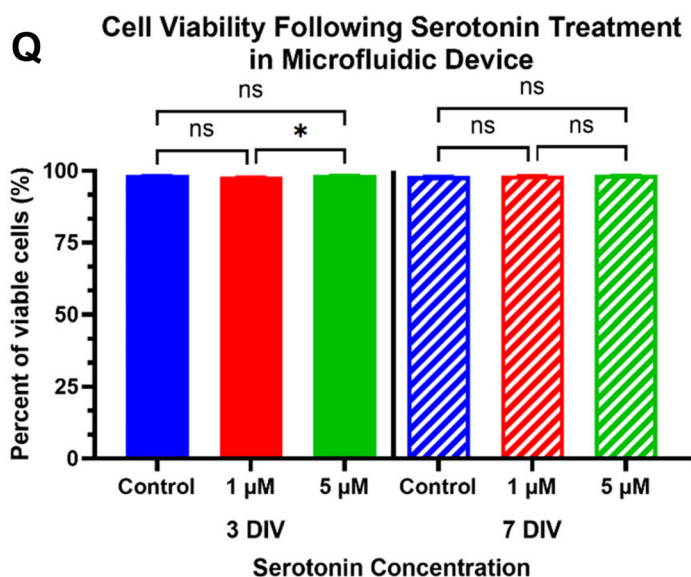 Q
Cell Viability Following Serotonin Treatment
in Microfluidic Device
ns
ns
ns
*
ns
ns
100
75
50
25
0
Percent of viable cells (%)
Control 1 µM 5 µM Control 1 µM 5 µM
3 DIV 7 DIV
Serotonin Concentration